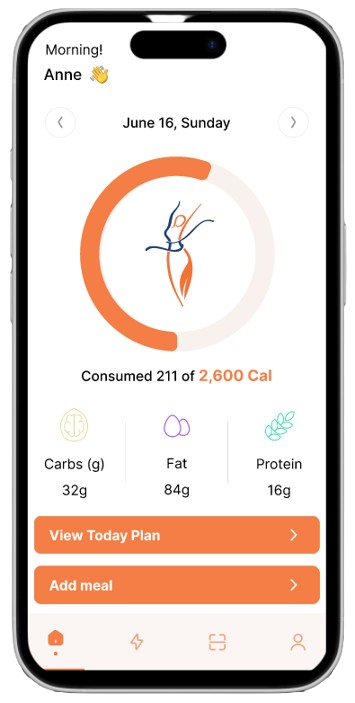 Morning!
Anne 👋
June 16, Sunday
Consumed 211 of 2,600 Cal
Carbs (g)
Fat
Protein
32g
84g
16g
View Today Plan
Add meal